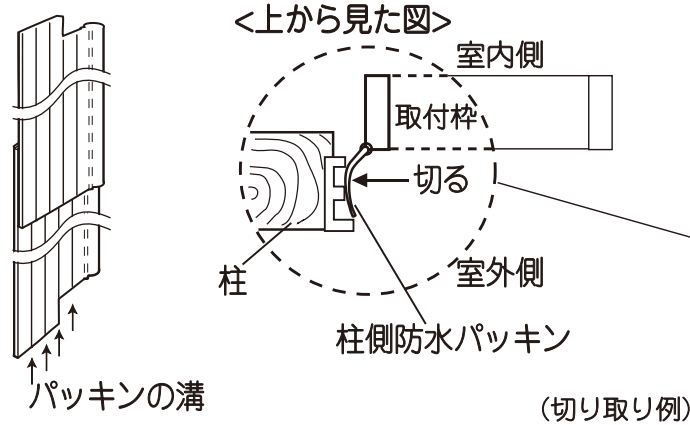 <上から見た図>
室内側
取付枠
切る
柱
室外側
柱側防水パッキン
パッキンの溝
（切り取り例）